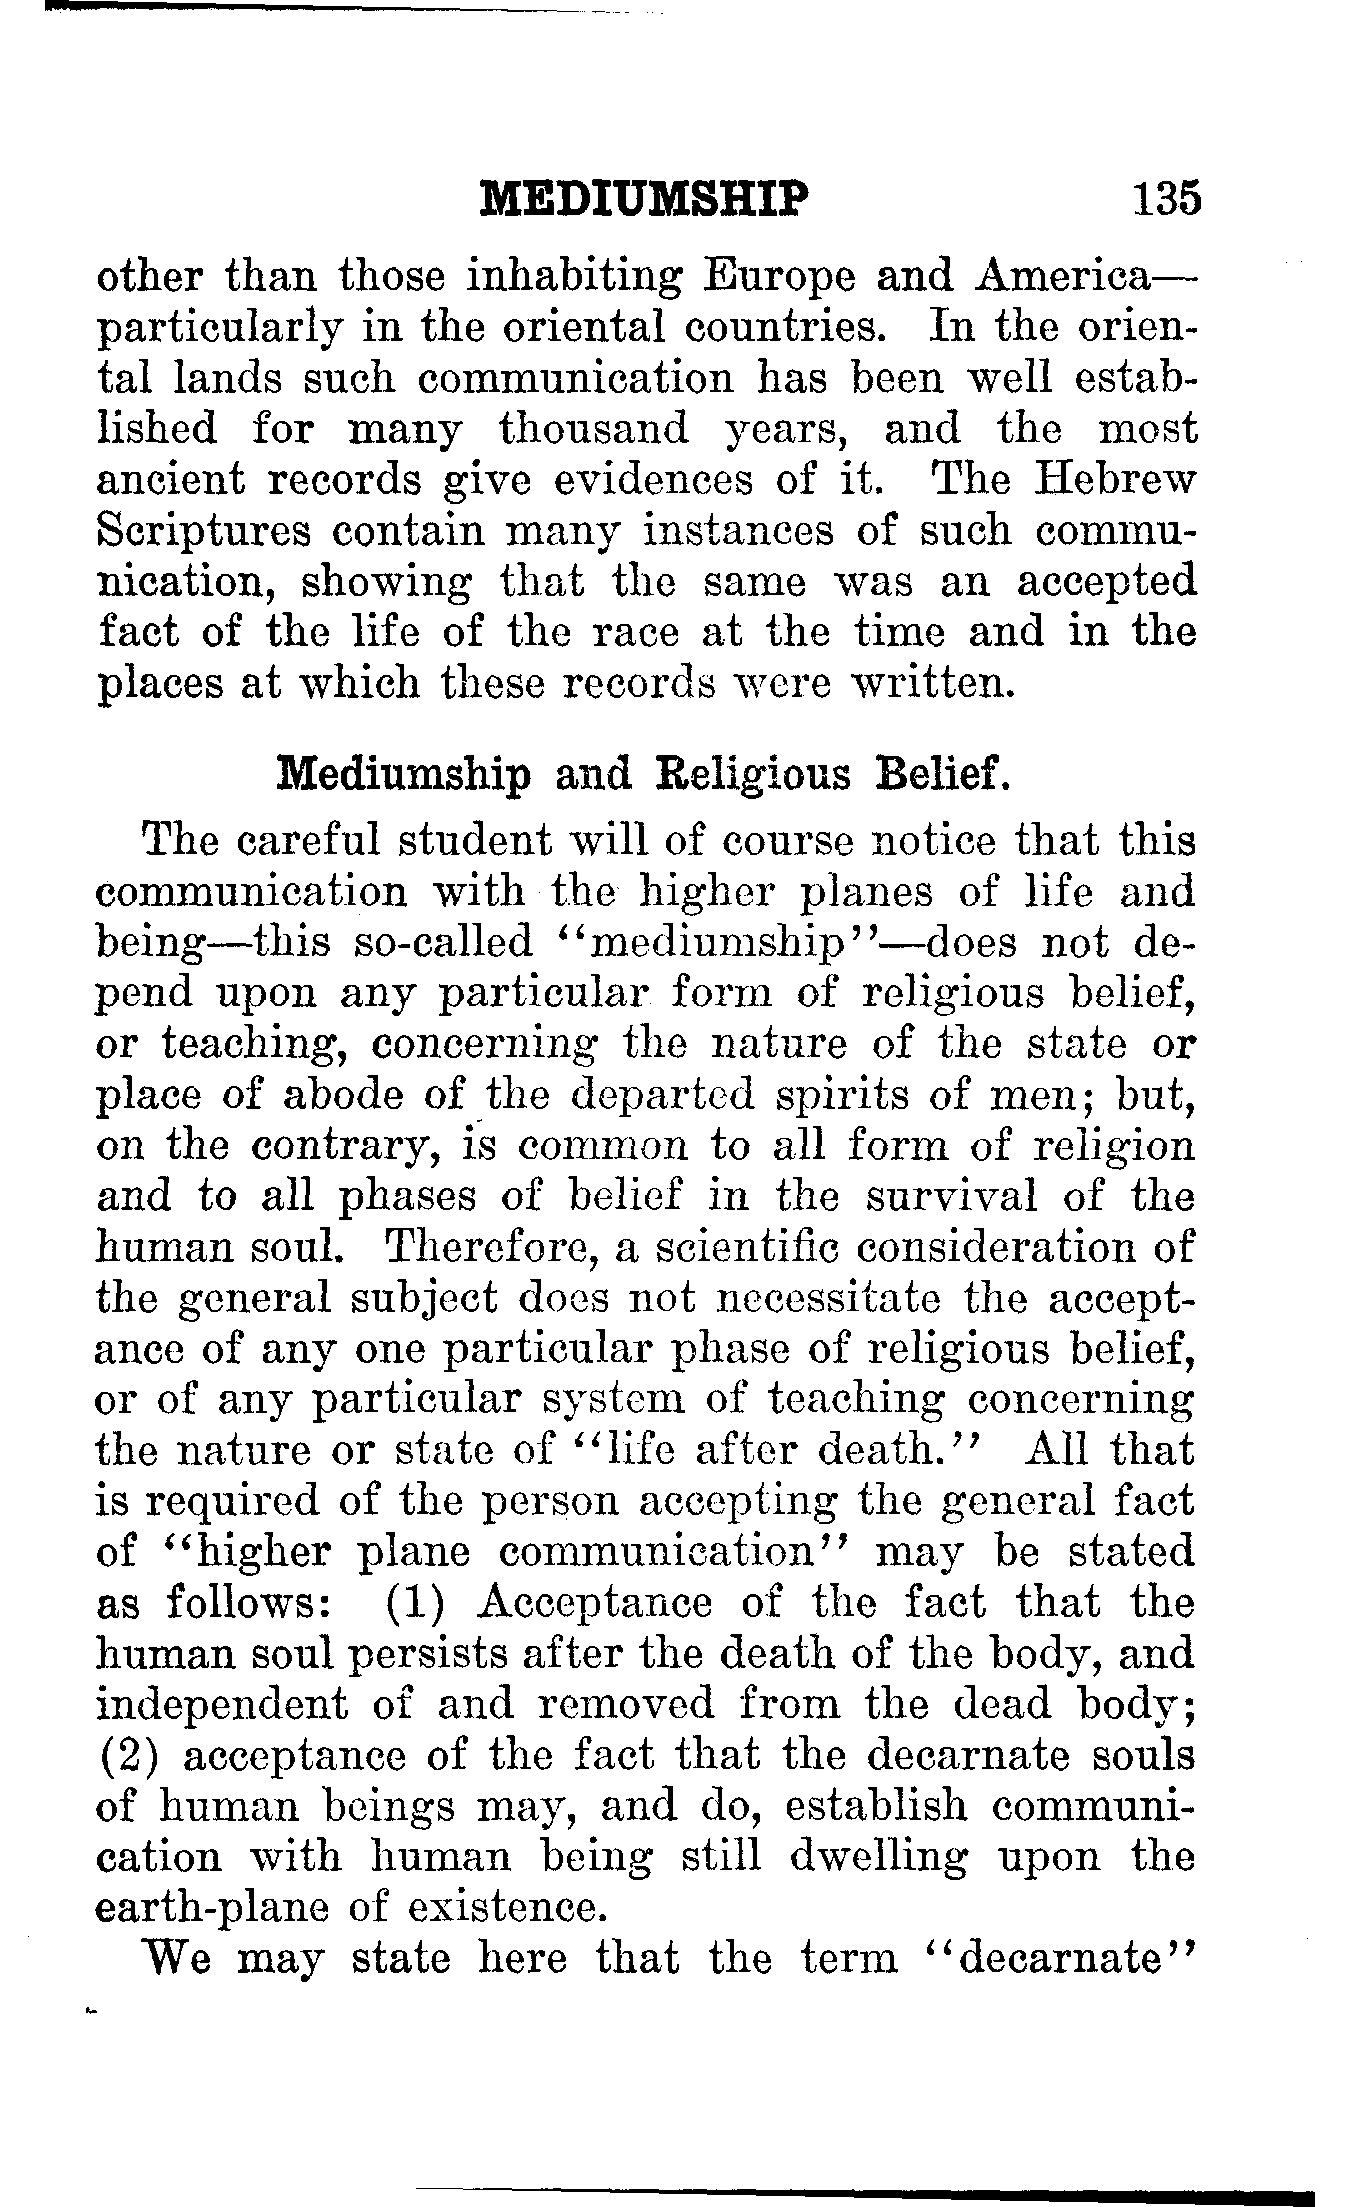 MEDIUMSHIP 135
other than those inhabiting Europe and America—
particularly in the oriental countries. In the orien-
tal lands such communication has been well estab-
lished for many thousand years, and the most
ancient records give evidences of it. The Hebrew
Scriptures contain many instances of such commu-
nication, showing that the same was an accepted
fact of the life of the race at the time and in the
places at which these records were written.
Mediumship and Religious Belief.
The careful student will of course notice that this
communication with the higher planes of life and
being—this so-called "mediumship"—does not de-
pend upon any particular form of religious belief,
or teaching, concerning the nature of the state or
place of abode of the departed spirits of men; but,
on the contrary, is common to all form of religion
and to all phases of belief in the survival of the
human soul. Therefore, a scientific consideration of
the general subject does not necessitate the accept-
ance of any one particular phase of religious belief,
or of any particular system of teaching concerning
the nature or state of "life after death." All that
is required of the person accepting the general fact
of "higher plane communication" may be stated
as follows: (1) Acceptance of the fact that the
human soul persists after the death of the body, and
independent of and removed from the dead body;
(2) acceptance of the fact that the decarnate souls
of human beings may, and do, establish communi-
cation with human being still dwelling upon the
earth-plane of existence.
We may state here that the term "decarnate"